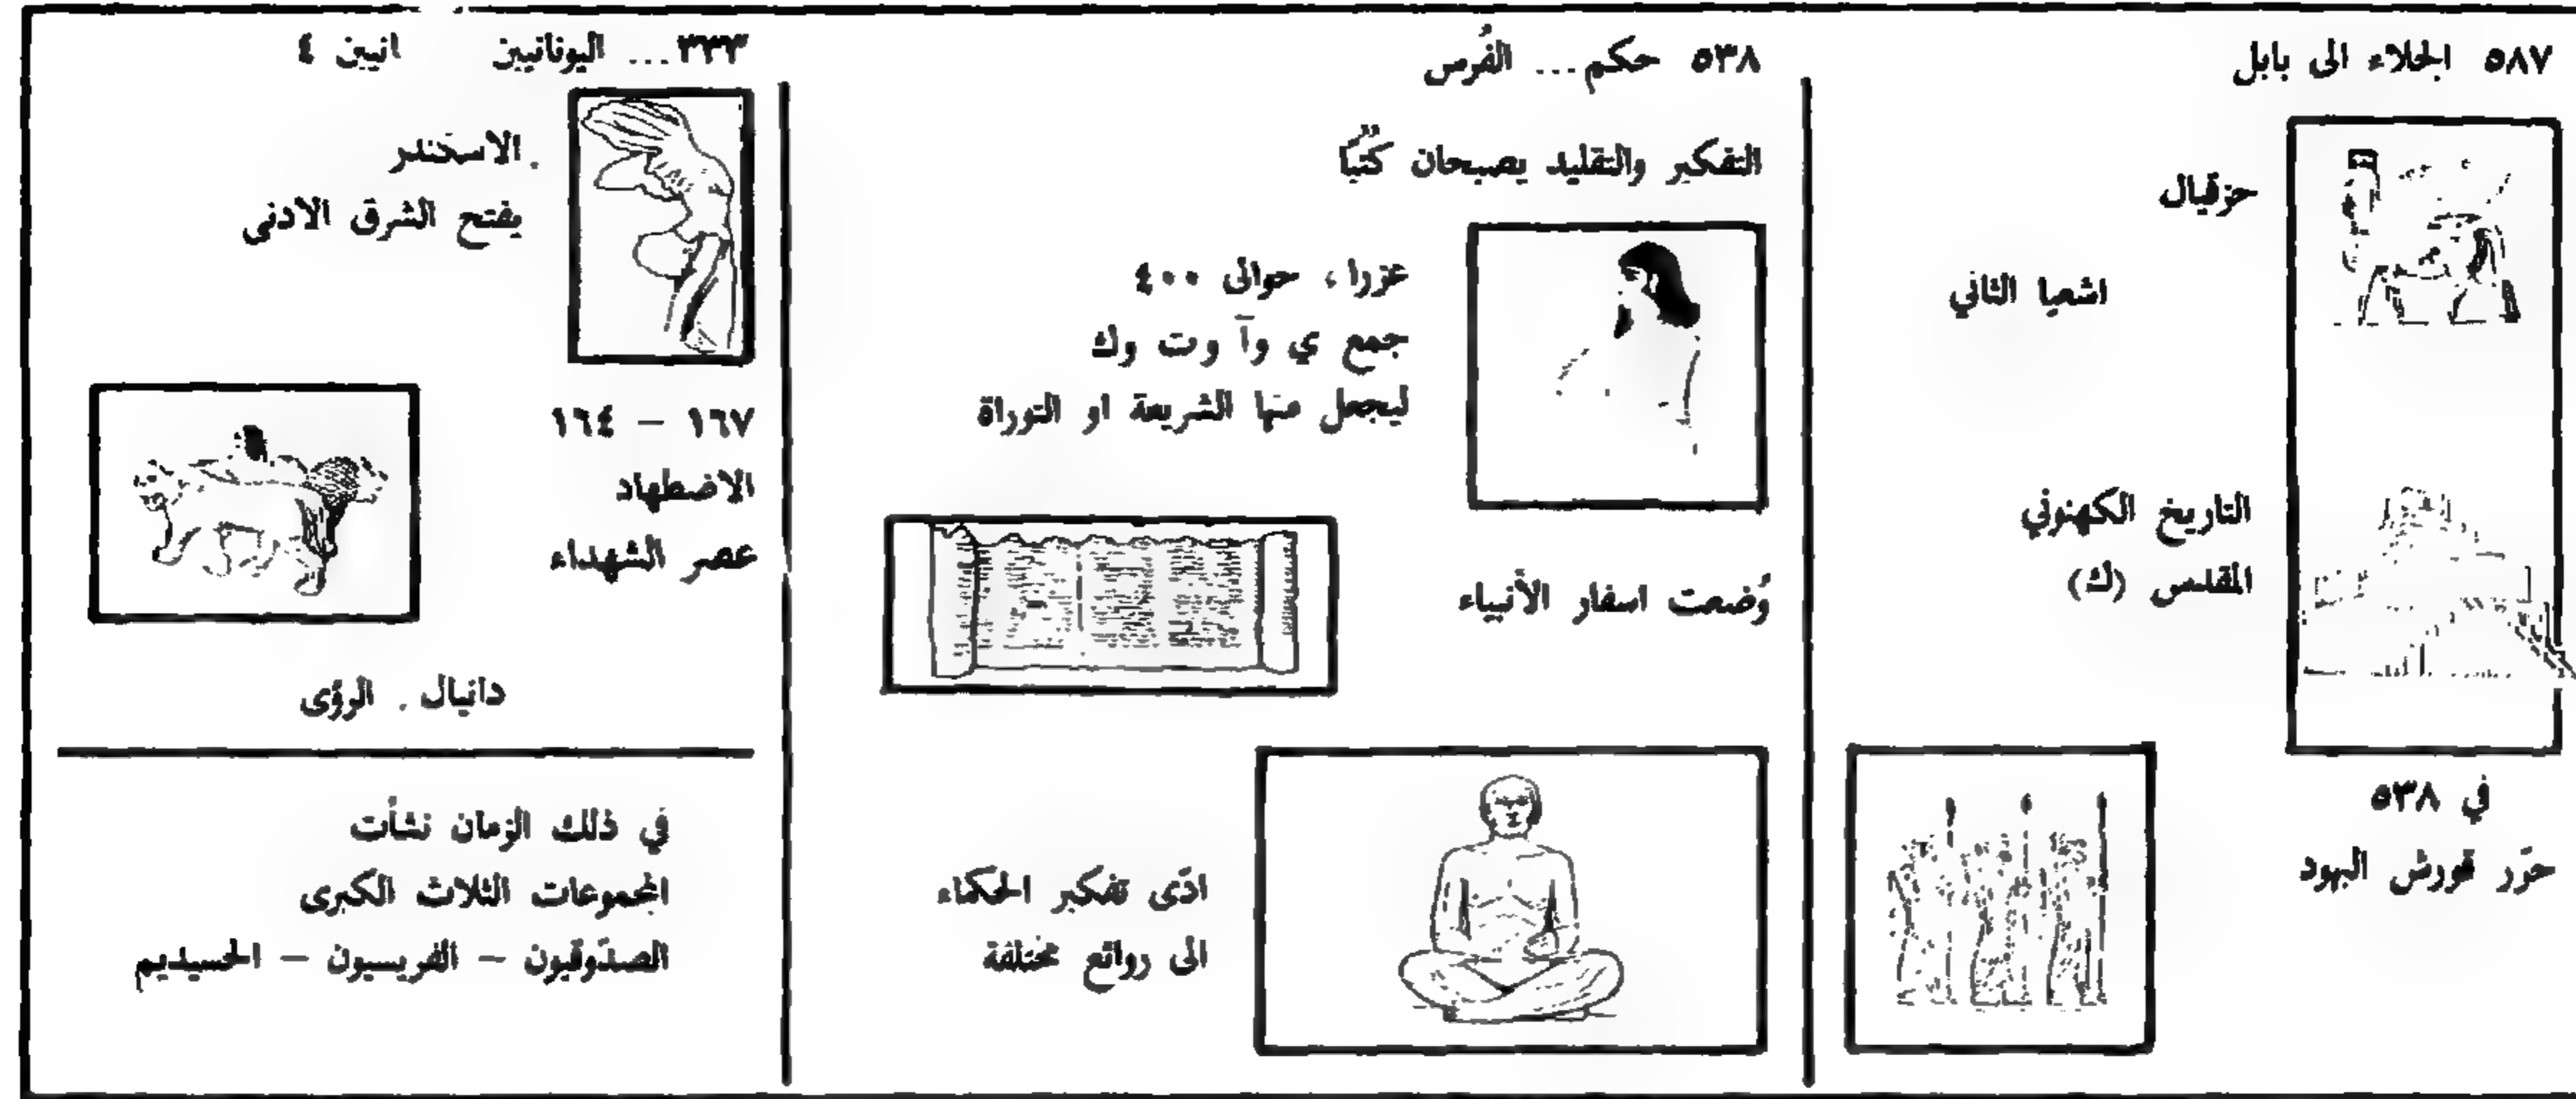 ٥٨٧ الجلاء الى بابل
حزقيال
اشعيا الثاني
التاريخ الكهنوتي
المقدس (ك)
في ٥٣٨
حرّر قورش اليهود
٥٣٨ حكم ... الفُرس
التفكير والتقليد يصبحان كتبًا
عزرا، حوالى ٤٠٠
جمع ي وآ وت وك
ليجعل منها الشريعة او التوراة
وُضعت اسفار الأنبياء
ادّى تفكير الحكماء
الى روائع مختلفة
٣٣٣ ... اليونانيين انيين ٤
الاسكندر
يفتح الشرق الادنى
١٦٧ – ١٦٤
الاضطهاد
عصر الشهداء
دانيال . الرؤى
في ذلك الزمان نشأت
المجموعات الثلاث الكبرى
الصدّوقيون – الفريسيون – الحسيديم